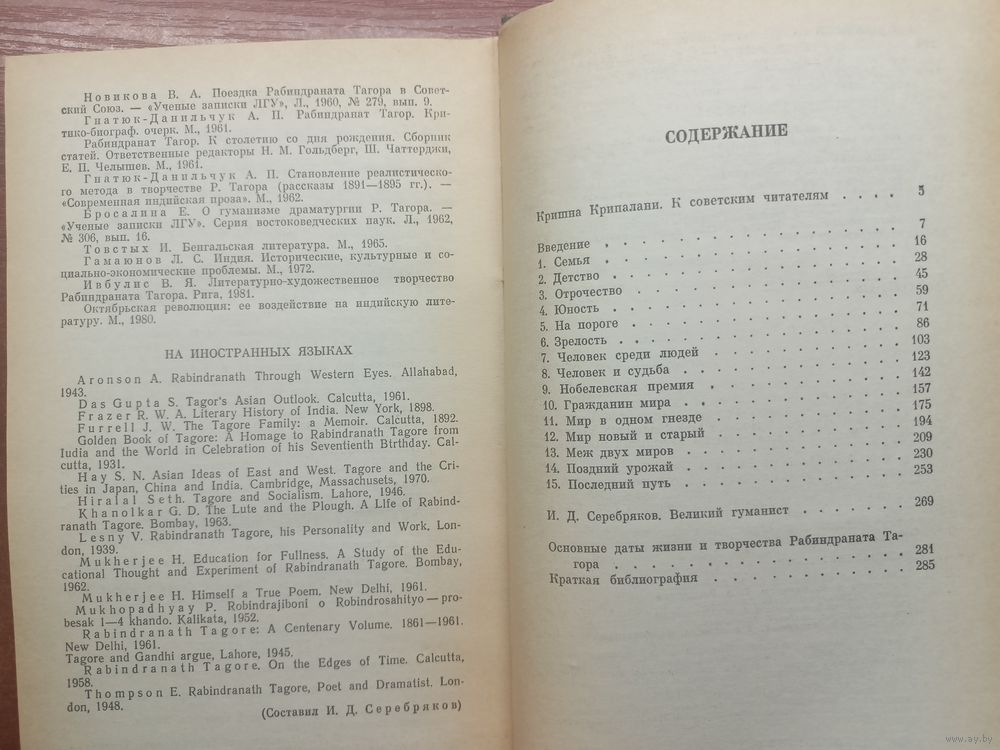 Новикова В. А. Поездка Рабиндраната Тагора в Совет-
ский Союз. — «Ученые записки ЛГУ», Л., 1960, № 279, вып. 9.
Гнатюк-Данильчук А. П. Рабиндранат Тагор. Кри-
тико-биограф. очерк. М., 1961.
Рабиндранат Тагор. К столетию со дня рождения. Сборник
статей. Ответственные редакторы Н. М. Гольдберг, Ш. Чаттерджи,
Е. П. Челышев. М., 1961.
Гнатюк-Данильчук А. П. Становление реалистическо-
го метода в творчестве Р. Тагора (рассказы 1891—1895 гг.). —
«Современная индийская проза». М., 1962.
Бросалина Е. О гуманизме драматургии Р. Тагора. —
«Ученые записки ЛГУ». Серия востоковедческих наук. Л., 1962,
№ 306, вып. 16.
Товстых И. Бенгальская литература. М., 1965.
Гамаюнов Л. С. Индия. Исторические, культурные и со-
циально-экономические проблемы. М., 1972.
Ивбулис В. Я. Литературно-художественное творчество
Рабиндраната Тагора. Рига, 1981.
Октябрьская революция: ее воздействие на индийскую лите-
ратуру. М., 1980.
НА ИНОСТРАННЫХ ЯЗЫКАХ
Aronson A. Rabindranath Through Western Eyes. Allahabad,
1943.
Das Gupta S. Tagor's Asian Outlook. Calcutta, 1961.
Frazer R. W. A. Literary History of India. New York, 1898.
Furrell J. W. The Tagore Family: a Memoir. Calcutta, 1892.
Golden Book of Tagore: A Homage to Rabindranath Tagore from
Iudia and the World in Celebration of his Seventienth Btrthday. Cal-
cutta, 1931.
Hay S. N. Asian Ideas of East and West. Tagore and the Cri-
ties in Japan, China and India. Cambridge, Massachusets, 1970.
Hiralal Seth. Tagore and Socialism. Lahore, 1946.
Khanolkar G. D. The Lute and the Plough. A LIfe of Rabind-
ranath Tagore. Bombay, 1963.
Lesny V. Rabindranath Tagore, his Personality and Work. Lon-
don, 1939.
Mukherjee H. Education for Fullness. A Study of the Edu-
cational Thought and Experiment of Rabindranath Tagore. Bombay,
1962.
Mukherjee H. Himself a True Poem. New Delhi, 1961.
Mukhopadhyay P. Robindrajiboni o Robindrosahityo — pro-
besak 1—4 khando. Kalikata, 1952.
Rabindranath Tagore: A Centenary Volume. 1861—1961.
New Delhi, 1961.
Tagore and Gandhi argue, Lahore, 1945.
Rabindranath Tagore. On the Edges of Time. Calcutta,
1958.
Thompson E. Rabindranath Tagore, Poet and Dramatist. Lon-
don, 1948.
(Составил И. Д. Серебряков)
СОДЕРЖАНИЕ
Кришна Крипалани. К советским читателям . . . . 5
Введение . . . . . . . . . . . . 7
1. Семья . . . . . . . . . . . . 16
2. Детство . . . . . . . . . . . . 28
3. Отрочество . . . . . . . . . . . . 45
4. Юность . . . . . . . . . . . . 59
5. На пороге . . . . . . . . . . . . 71
6. Зрелость . . . . . . . . . . . . 86
7. Человек среди людей . . . . . . . . . 103
8. Человек и судьба . . . . . . . . . . 123
9. Нобелевская премия . . . . . . . . . 142
10. Гражданин мира . . . . . . . . . . 157
11. Мир в одном гнезде . . . . . . . . . 175
12. Мир новый и старый . . . . . . . . . 194
13. Меж двух миров . . . . . . . . . . 209
14. Поздний урожай . . . . . . . . . . 230
15. Последний путь . . . . . . . . . . 253
И. Д. Серебряков. Великий гуманист . . . . . . 269
Основные даты жизни и творчества Рабиндраната Та-
гора . . . . . . . . . . . . 281
Краткая библиография . . . . . . . . . 285
www.ay.by